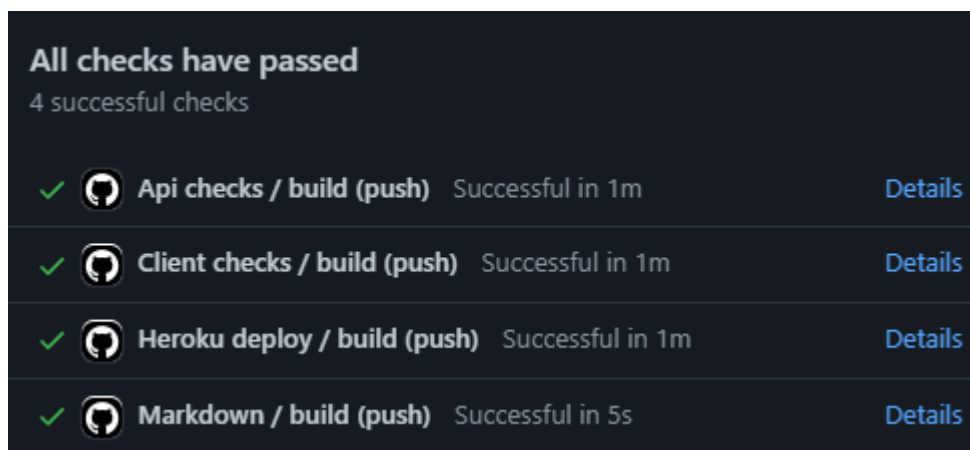 All checks have passed
4 successful checks
Api checks / build (push) Successful in 1m Details
Client checks / build (push) Successful in 1m Details
Heroku deploy / build (push) Successful in 1m Details
Markdown / build (push) Successful in 5s Details